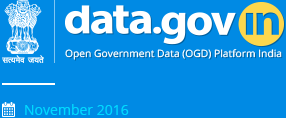 data.gov in
Open Government Data (OGD) Platform India
सत्यमेव जयते
November 2016